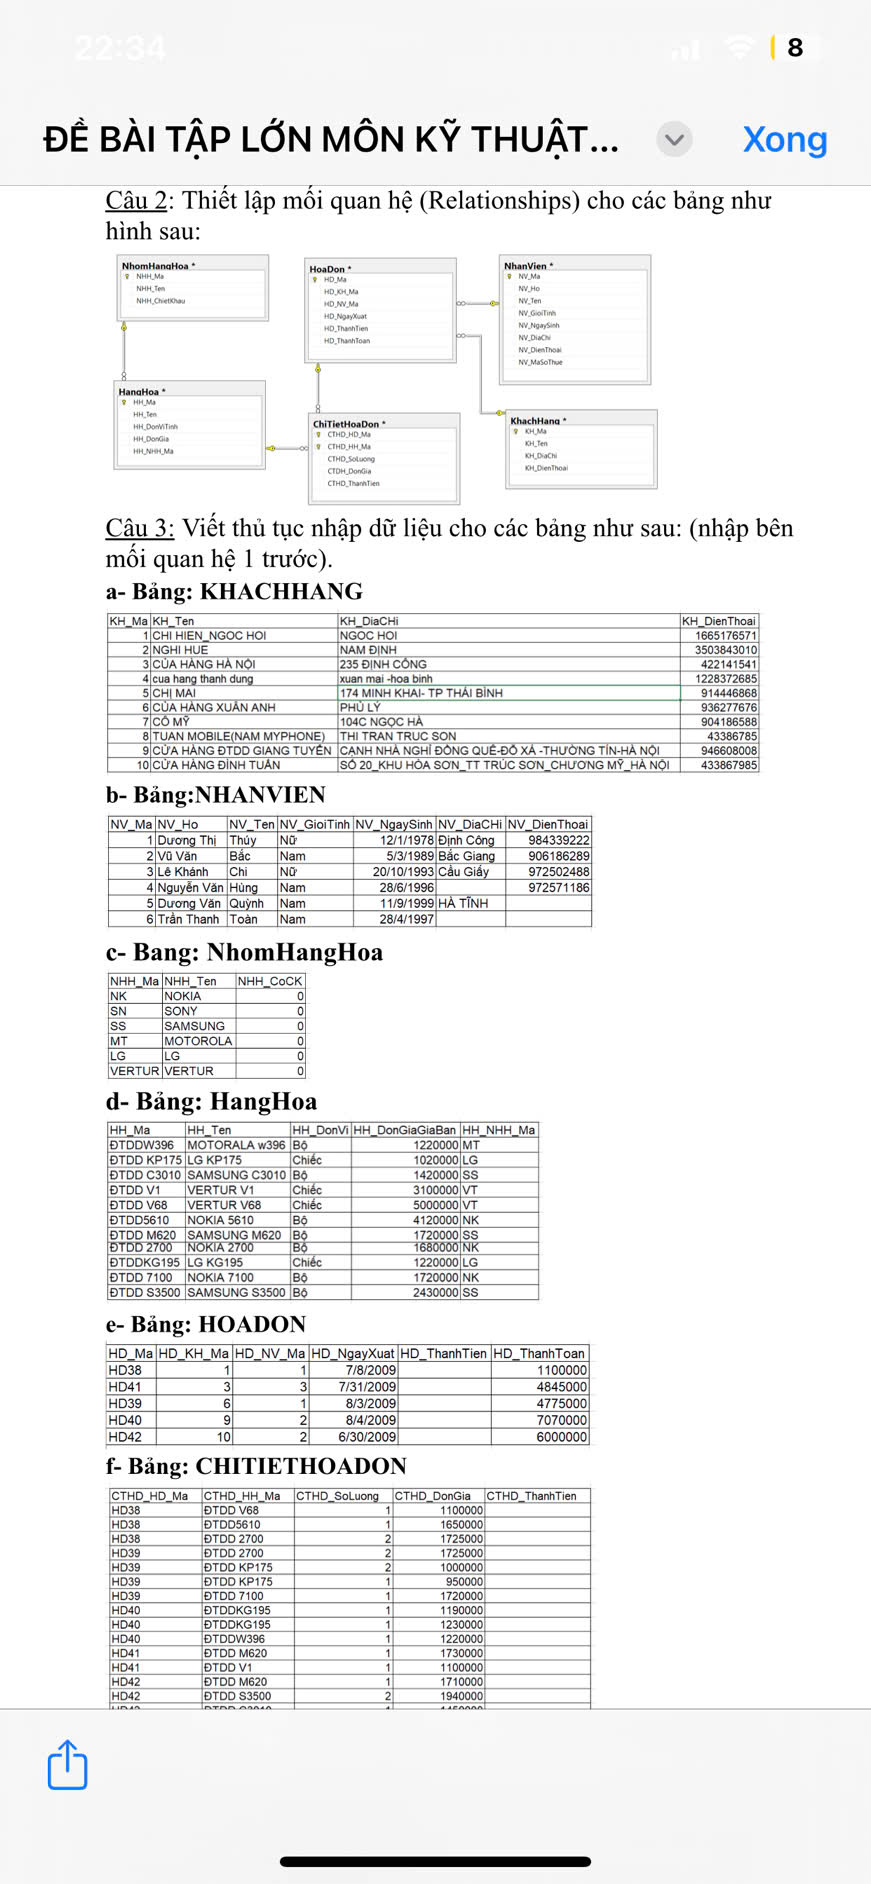 22:34
8
ĐỀ BÀI TẬP LỚN MÔN KỸ THUẬT...
Xong
Câu 2: Thiết lập mối quan hệ (Relationships) cho các bảng như
hình sau:
NhomHangHoa *
NHH_Ma
NHH_Ten
NHH_ChietKhau
HoaDon *
HD_Ma
HD_KH_Ma
HD_NV_Ma
HD_NgayXuat
HD_ThanhTien
HD_ThanhToan
NhanVien *
NV_Ma
NV_Ho
NV_Ten
NV_GioiTinh
NV_NgaySinh
NV_DiaChi
NV_DienThoai
NV_MaSoThue
HangHoa *
HH_Ma
HH_Ten
HH_DonViTinh
HH_DonGia
HH_NHH_Ma
ChiTietHoaDon *
CTHD_HD_Ma
CTHD_HH_Ma
CTHD_SoLuong
CTDH_DonGia
CTHD_ThanhTien
KhachHang *
KH_Ma
KH_Ten
KH_DiaChi
KH_DienThoai
Câu 3: Viết thủ tục nhập dữ liệu cho các bảng như sau: (nhập bên
mối quan hệ 1 trước).
a- Bảng: KHACHHANG
KH_Ma KH_Ten KH_DiaCHi KH_DienThoai
1 CHI HIEN_NGOC HOI NGOC HOI 1665176571
2 NGHI HUE NAM ĐỊNH 3503843010
3 CỦA HÀNG HÀ NỘI 235 ĐỊNH CÔNG 422141541
4 cua hang thanh dung xuan mai -hoa binh 1228372685
5 CHỊ MAI 174 MINH KHAI- TP THÁI BÌNH 914446868
6 CỦA HÀNG XUÂN ANH PHỦ LÝ 936277676
7 CÔ MỸ 104C NGỌC HÀ 904186588
8 TUAN MOBILE(NAM MYPHONE) THI TRAN TRUC SON 43386785
9 CỬA HÀNG ĐTDD GIANG TUYỂN CẠNH NHÀ NGHỈ ĐỒNG QUÊ-ĐỖ XÁ -THƯỜNG TÍN-HÀ NỘI 946608008
10 CỬA HÀNG ĐÌNH TUẤN SỐ 20_KHU HÒA SƠN_TT TRÚC SƠN_CHƯƠNG MỸ_HÀ NỘI 433867985
b- Bảng:NHANVIEN
NV_Ma NV_Ho NV_Ten NV_GioiTinh NV_NgaySinh NV_DiaCHi NV_DienThoai
1 Dương Thị Thúy Nữ 12/1/1978 Định Công 984339222
2 Vũ Văn Bắc Nam 5/3/1989 Bắc Giang 906186289
3 Lê Khánh Chi Nữ 20/10/1993 Cầu Giấy 972502488
4 Nguyễn Văn Hùng Nam 28/6/1996 972571186
5 Dương Văn Quỳnh Nam 11/9/1999 HÀ TĨNH
6 Trần Thanh Toàn Nam 28/4/1997
c- Bang: NhomHangHoa
NHH_Ma NHH_Ten NHH_CoCK
NK NOKIA 0
SN SONY 0
SS SAMSUNG 0
MT MOTOROLA 0
LG LG 0
VERTUR VERTUR 0
d- Bảng: HangHoa
HH_Ma HH_Ten HH_DonVi HH_DonGiaGiaBan HH_NHH_Ma
ĐTDDW396 MOTORALA w396 Bộ 1220000 MT
ĐTDD KP175 LG KP175 Chiếc 1020000 LG
ĐTDD C3010 SAMSUNG C3010 Bộ 1420000 SS
ĐTDD V1 VERTUR V1 Chiếc 3100000 VT
ĐTDD V68 VERTUR V68 Chiếc 5000000 VT
ĐTDD5610 NOKIA 5610 Bộ 4120000 NK
ĐTDD M620 SAMSUNG M620 Bộ 1720000 SS
ĐTDD 2700 NOKIA 2700 Bộ 1680000 NK
ĐTDDKG195 LG KG195 Chiếc 1220000 LG
ĐTDD 7100 NOKIA 7100 Bộ 1720000 NK
ĐTDD S3500 SAMSUNG S3500 Bộ 2430000 SS
e- Bảng: HOADON
HD_Ma HD_KH_Ma HD_NV_Ma HD_NgayXuat HD_ThanhTien HD_ThanhToan
HD38 1 1 7/8/2009 1100000
HD41 3 3 7/31/2009 4845000
HD39 6 1 8/3/2009 4775000
HD40 9 2 8/4/2009 7070000
HD42 10 2 6/30/2009 6000000
f- Bảng: CHITIETHOADON
CTHD_HD_Ma CTHD_HH_Ma CTHD_SoLuong CTHD_DonGia CTHD_ThanhTien
HD38 ĐTDD V68 1 1100000
HD38 ĐTDD5610 1 1650000
HD38 ĐTDD 2700 2 1725000
HD39 ĐTDD 2700 2 1725000
HD39 ĐTDD KP175 2 1000000
HD39 ĐTDD KP175 1 950000
HD39 ĐTDD 7100 1 1720000
HD40 ĐTDDKG195 1 1190000
HD40 ĐTDDKG195 1 1230000
HD40 ĐTDDW396 1 1220000
HD41 ĐTDD M620 1 1730000
HD41 ĐTDD V1 1 1100000
HD42 ĐTDD M620 1 1710000
HD42 ĐTDD S3500 2 1940000